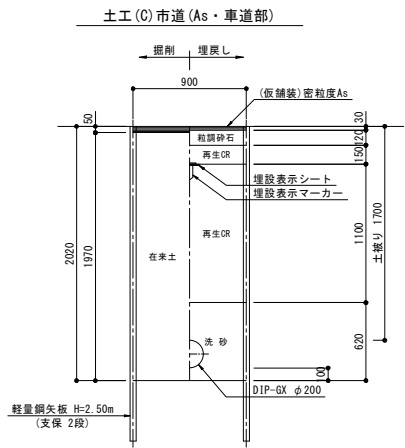 土工(C)市道(As・車道部)
掘削 埋戻し
900
(仮舗装)密粒度As
50
30
120
150
粒調砕石
再生CR
埋設表示シート
埋設表示マーカー
2020
1970
在来土
再生CR
1100
土被り 1700
洗 砂
620
100
DIP-GX φ200
軽量鋼矢板 H=2.50m
(支保 2段)